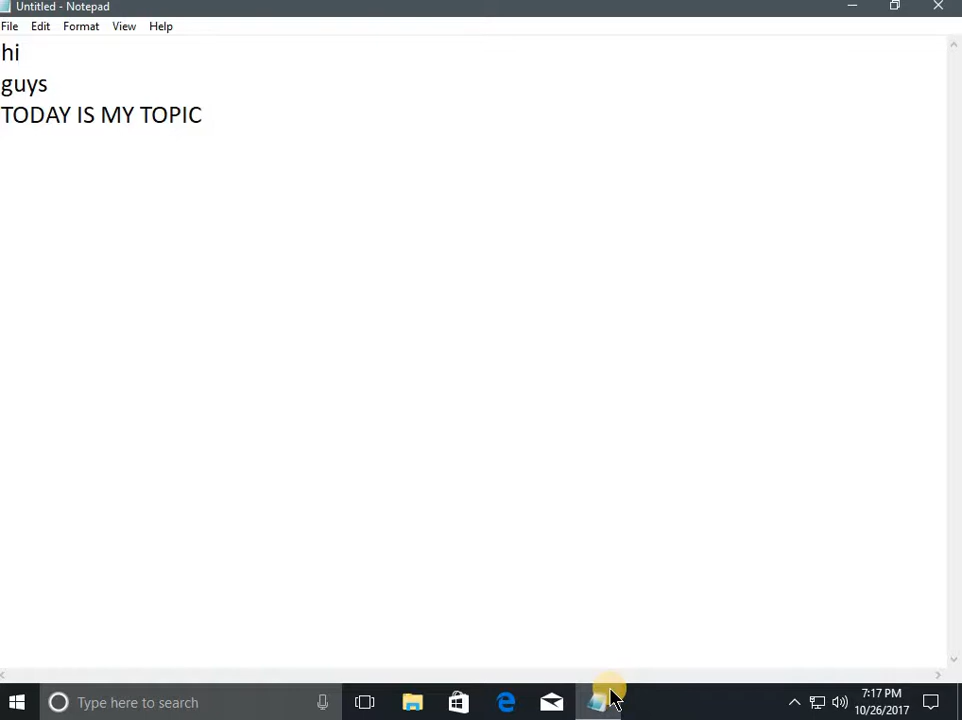 Untitled - Notepad
File Edit Format View Help
hi
guys
TODAY IS MY TOPIC
Type here to search
7:17 PM
10/26/2017